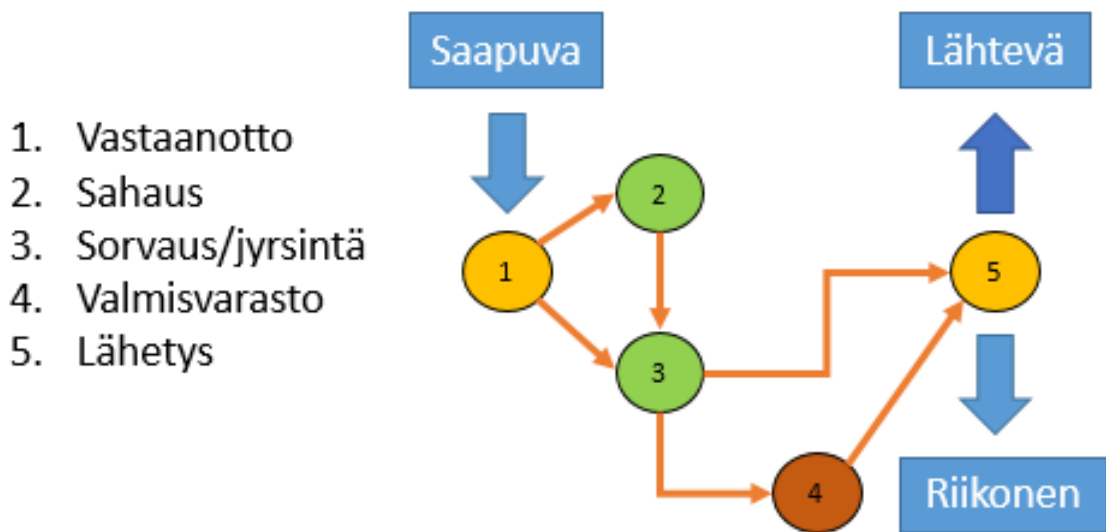 Saapuva
Lähtevä
1. Vastaanotto
2. Sahaus
3. Sorvaus/jyrsintä
4. Valmisvarasto
5. Lähetys
2
1
5
3
4
Riikonen